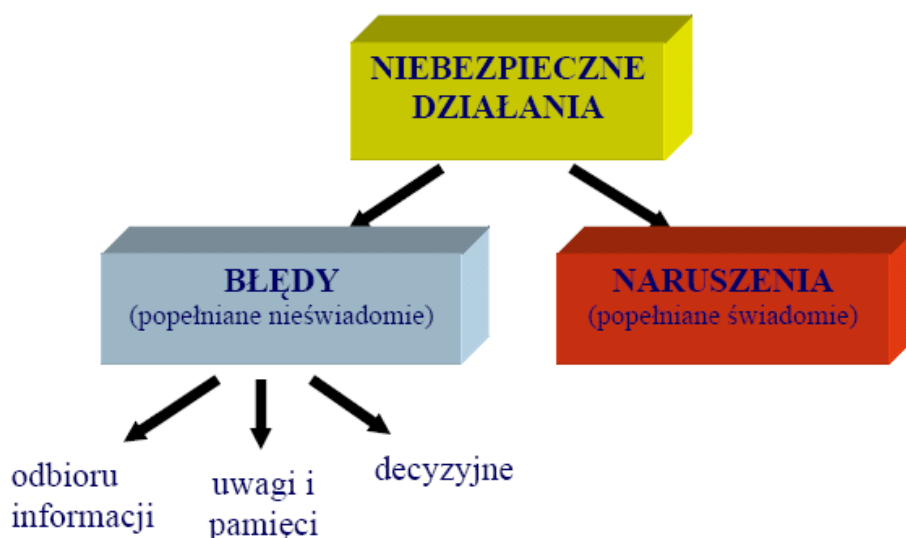 NIEBEZPIECZNE
DZIAŁANIA
BŁĘDY
(popełniane nieświadomie)
NARUSZENIA
(popełniane świadomie)
odbioru
informacji
uwagi i
pamięci
decyzyjne